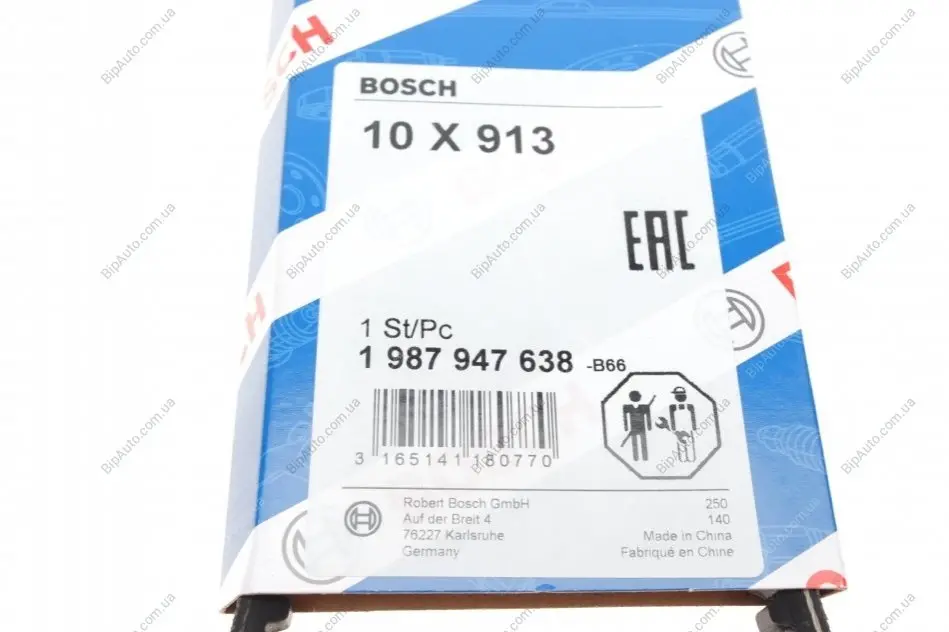 CH
BOSCH
10 X 913
EAC
1 St/Pc
1 987 947 638 -B66
3 165141 180770
Robert Bosch GmbH
Auf der Breit 4
76227 Karlsruhe
Germany
250
140
Made in China
Fabriqué en Chine
BipAuto.com.ua